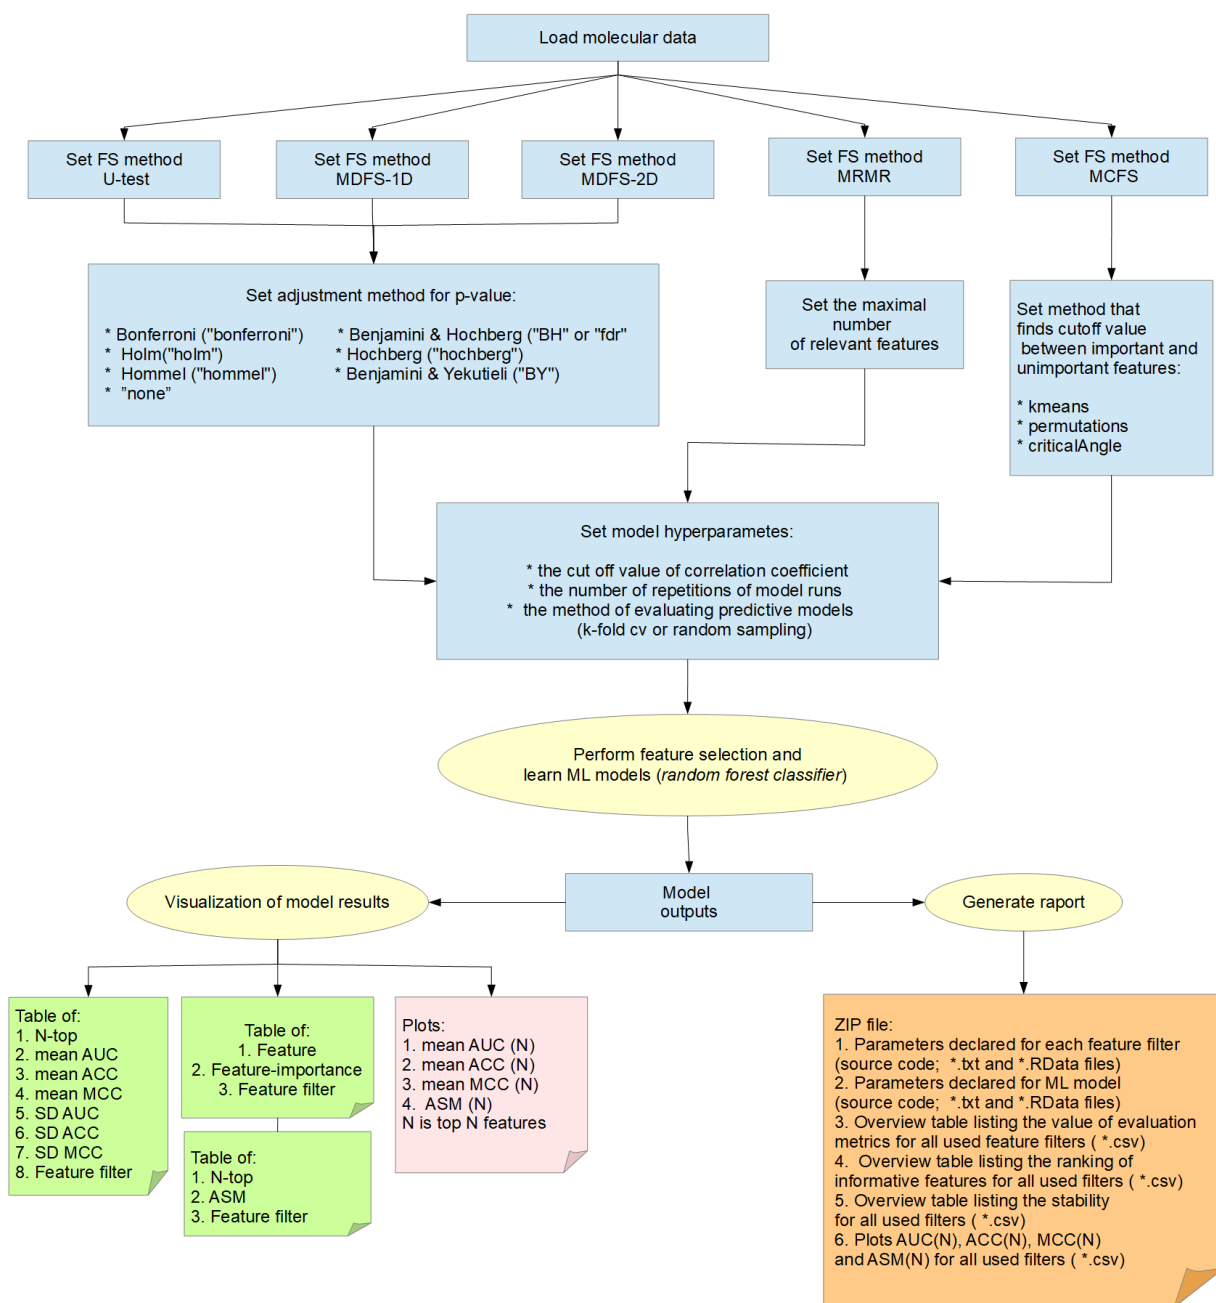 Load molecular data
Set FS method
U-test
Set FS method
MDFS-1D
Set FS method
MDFS-2D
Set FS method
MRMR
Set FS method
MCFS
Set adjustment method for p-value:
* Bonferroni ("bonferroni") * Benjamini & Hochberg ("BH" or "fdr"
* Holm("holm") * Hochberg ("hochberg")
* Hommel ("hommel") * Benjamini & Yekutieli ("BY")
* ”none”
Set the maximal
number
of relevant features
Set method that
finds cutoff value
between important and
unimportant features:
* kmeans
* permutations
* criticalAngle
Set model hyperparametes:
* the cut off value of correlation coefficient
* the number of repetitions of model runs
* the method of evaluating predictive models
(k-fold cv or random sampling)
Perform feature selection and
learn ML models (random forest classifier)
Visualization of model results
Model
outputs
Generate raport
Table of:
1. N-top
2. mean AUC
3. mean ACC
4. mean MCC
5. SD AUC
6. SD ACC
7. SD MCC
8. Feature filter
Table of:
1. Feature
2. Feature-importance
3. Feature filter
Table of:
1. N-top
2. ASM
3. Feature filter
Plots:
1. mean AUC (N)
2. mean ACC (N)
3. mean MCC (N)
4. ASM (N)
N is top N features
ZIP file:
1. Parameters declared for each feature filter
(source code; *.txt and *.RData files)
2. Parameters declared for ML model
(source code; *.txt and *.RData files)
3. Overview table listing the value of evaluation
metrics for all used feature filters ( *.csv)
4. Overview table listing the ranking of
informative features for all used filters ( *.csv)
5. Overview table listing the stability
for all used filters ( *.csv)
6. Plots AUC(N), ACC(N), MCC(N)
and ASM(N) for all used filters ( *.csv)